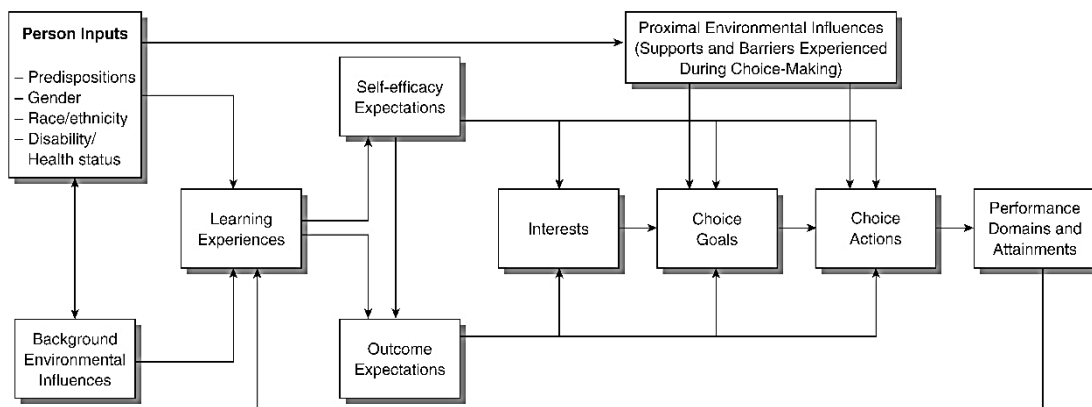 Person Inputs
– Predispositions
– Gender
– Race/ethnicity
– Disability/
Health status
Proximal Environmental Influences
(Supports and Barriers Experienced
During Choice-Making)
Self-efficacy
Expectations
Learning
Experiences
Interests
Choice
Goals
Choice
Actions
Performance
Domains and
Attainments
Background
Environmental
Influences
Outcome
Expectations